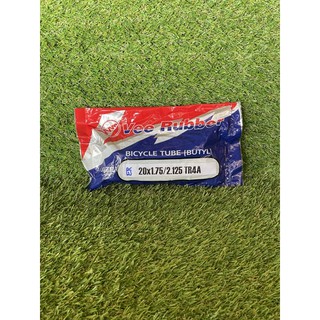 Vee Rubber
BICYCLE TUBE (BUTYL)
20x1.75/2.125 TR4A